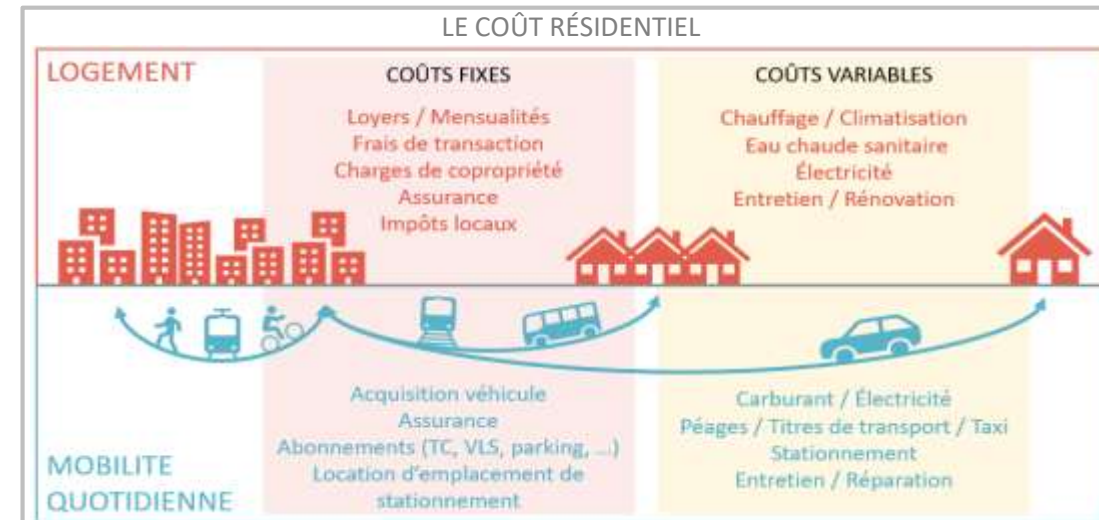 LE COÛT RÉSIDENTIEL
LOGEMENT
COÛTS FIXES
Loyers / Mensualités
Frais de transaction
Charges de copropriété
Assurance
Impôts locaux
COÛTS VARIABLES
Chauffage / Climatisation
Eau chaude sanitaire
Électricité
Entretien / Rénovation
MOBILITE
QUOTIDIENNE
Acquisition véhicule
Assurance
Abonnements (TC, VLS, parking, ...)
Location d'emplacement de
stationnement
Carburant / Électricité
Péages / Titres de transport / Taxi
Stationnement
Entretien / Réparation